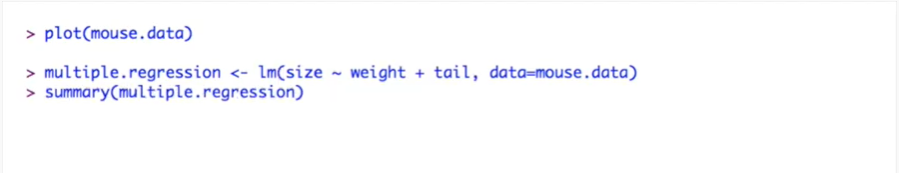 > plot(mouse.data)
> multiple.regression <- lm(size ~ weight + tail, data=mouse.data)
> summary(multiple.regression)